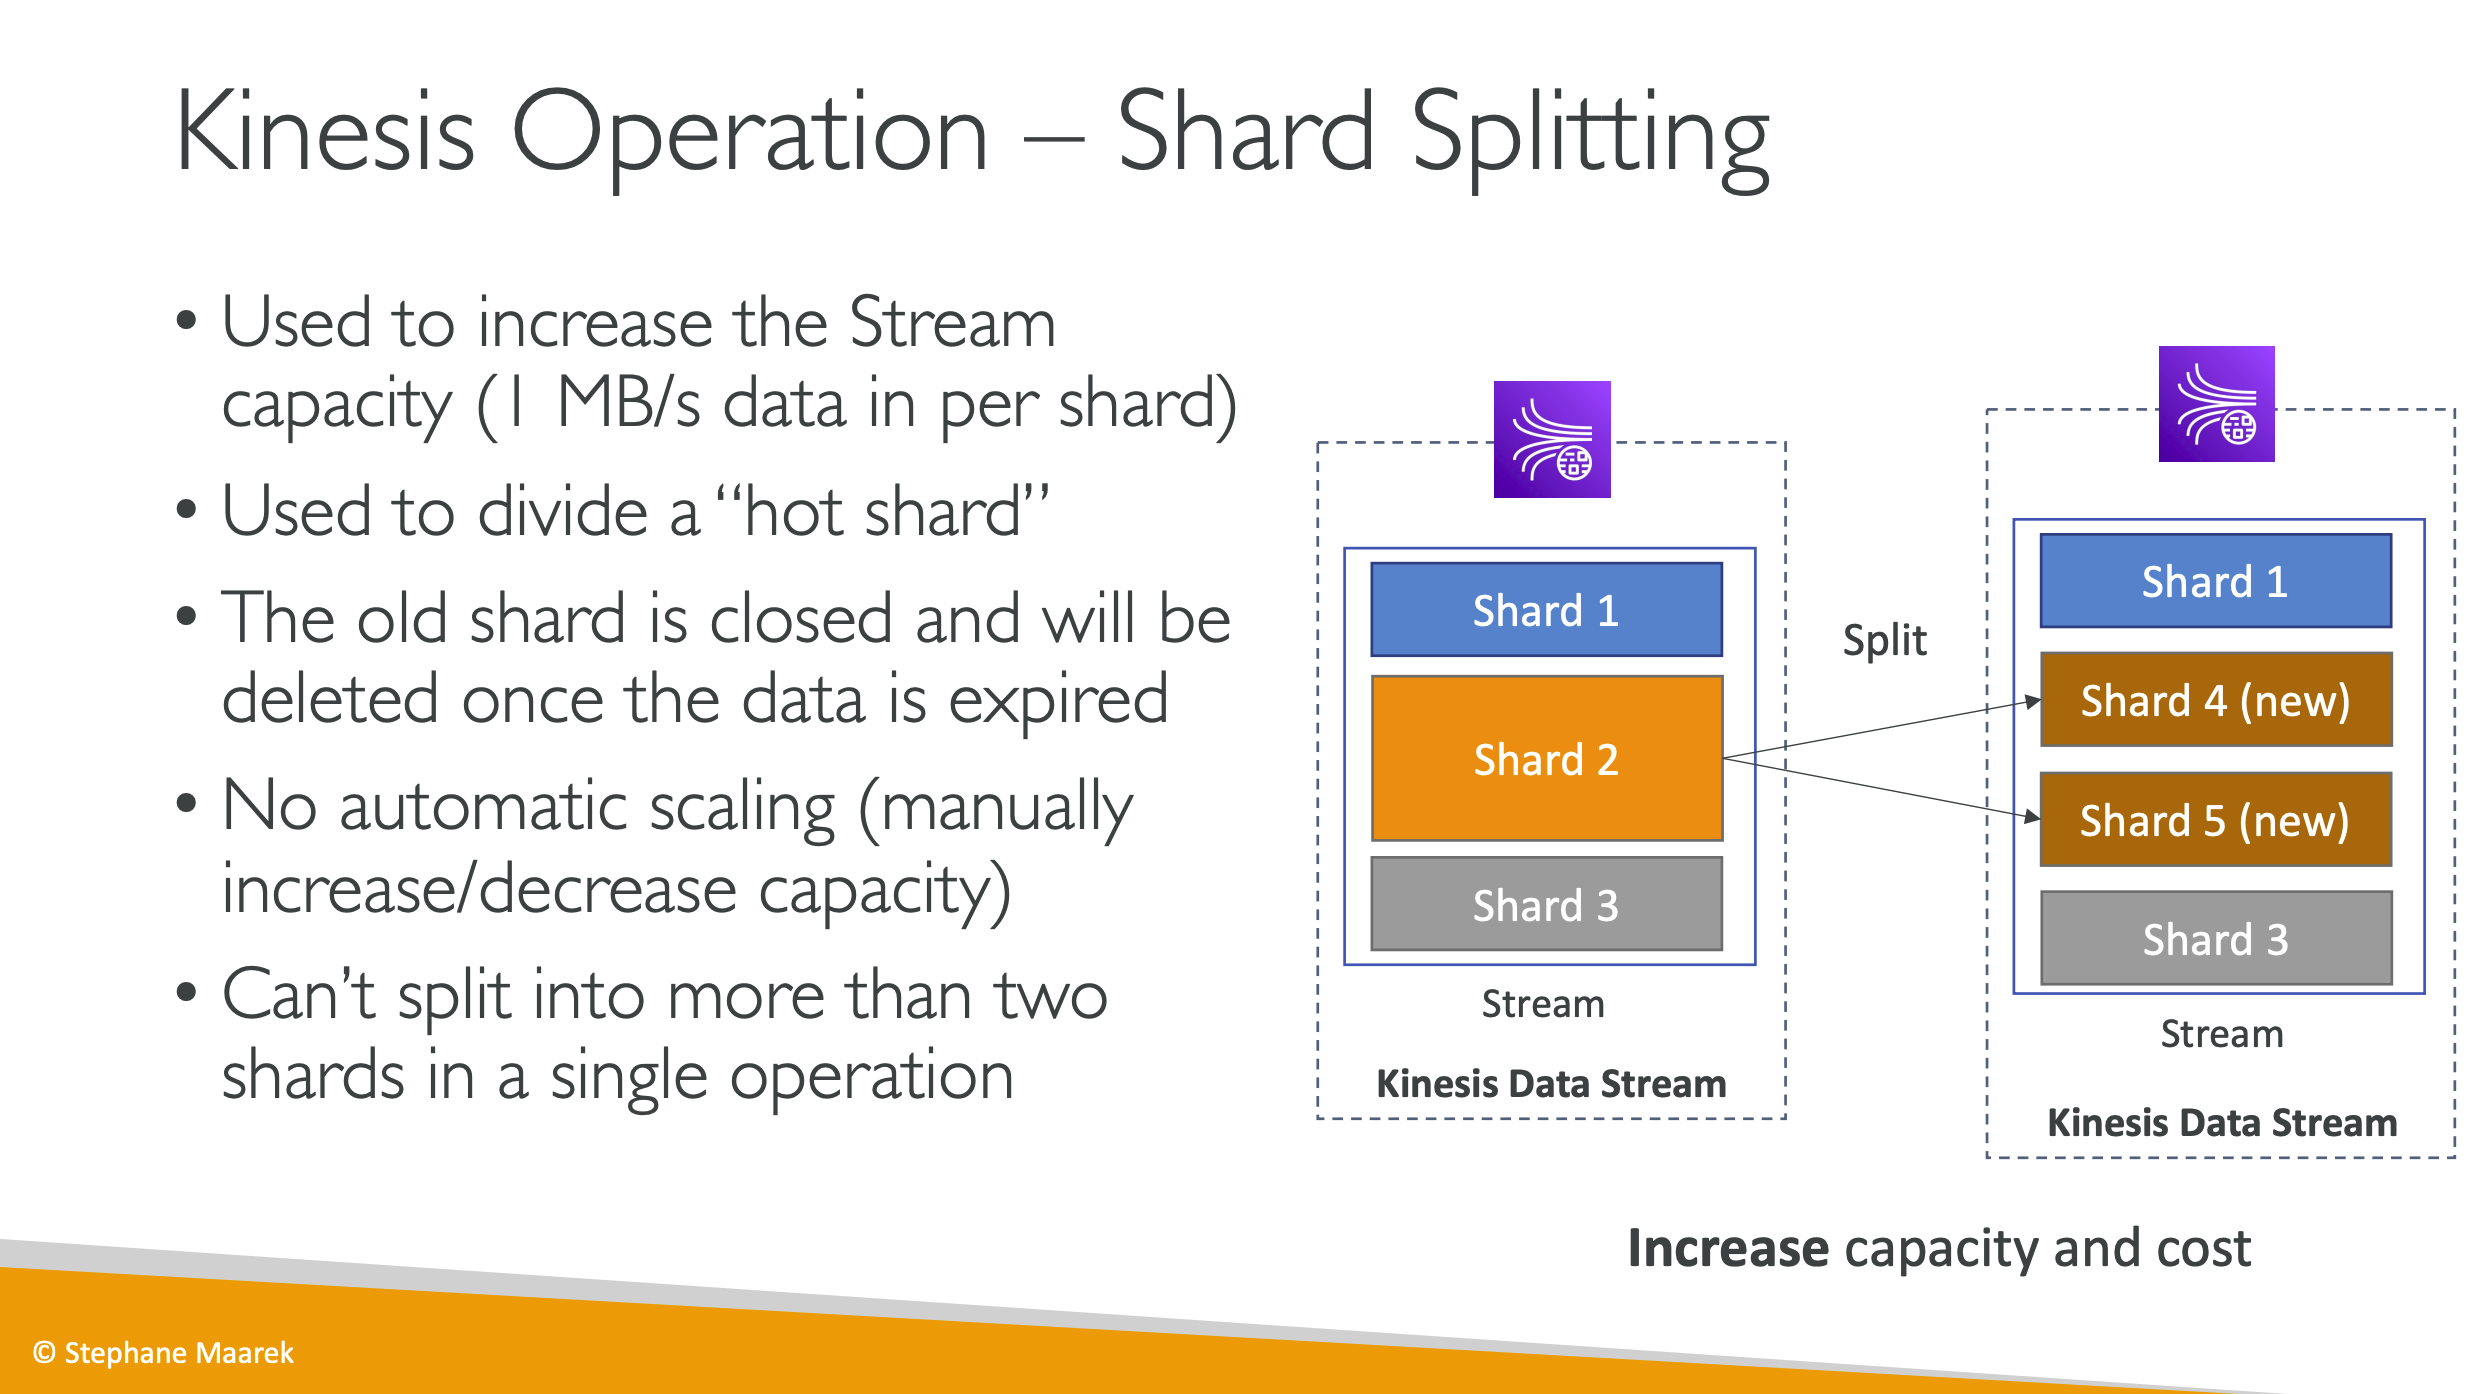 Kinesis Operation – Shard Splitting
• Used to increase the Stream
capacity (1 MB/s data in per shard)
• Used to divide a “hot shard”
• The old shard is closed and will be
deleted once the data is expired
• No automatic scaling (manually
increase/decrease capacity)
• Can’t split into more than two
shards in a single operation
Shard 1
Shard 2
Shard 3
Stream
Kinesis Data Stream
Split
Shard 1
Shard 4 (new)
Shard 5 (new)
Shard 3
Stream
Kinesis Data Stream
Increase capacity and cost
© Stephane Maarek